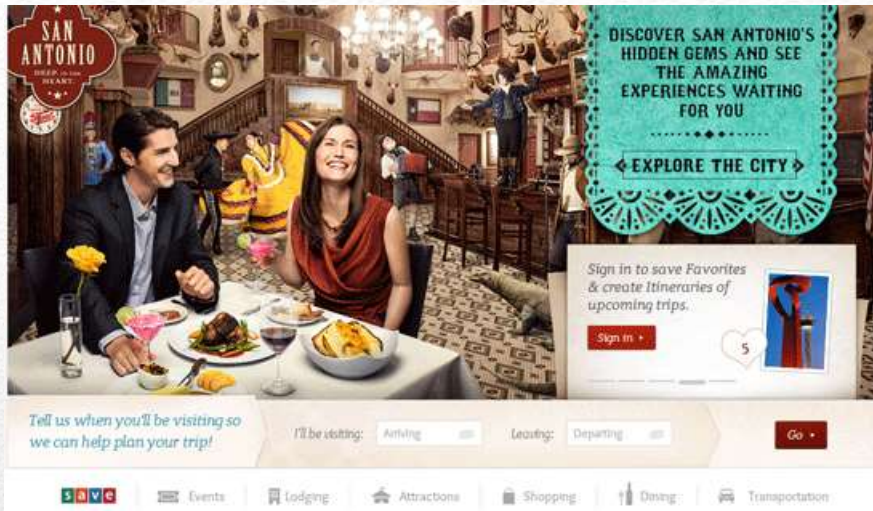 SAN
ANTONIO
DEEP. IN THE
HEART.
DISCOVER SAN ANTONIO'S
HIDDEN GEMS AND SEE
THE AMAZING
EXPERIENCES WAITING
FOR YOU
EXPLORE THE CITY
Sign in to save Favorites
& create Itineraries of
upcoming trips.
Sign in
5
Tell us when you'll be visiting so
we can help plan your trip!
I'll be visiting: Arriving Leaving: Departing Go
save Events Lodging Attractions Shopping Dining Transportation